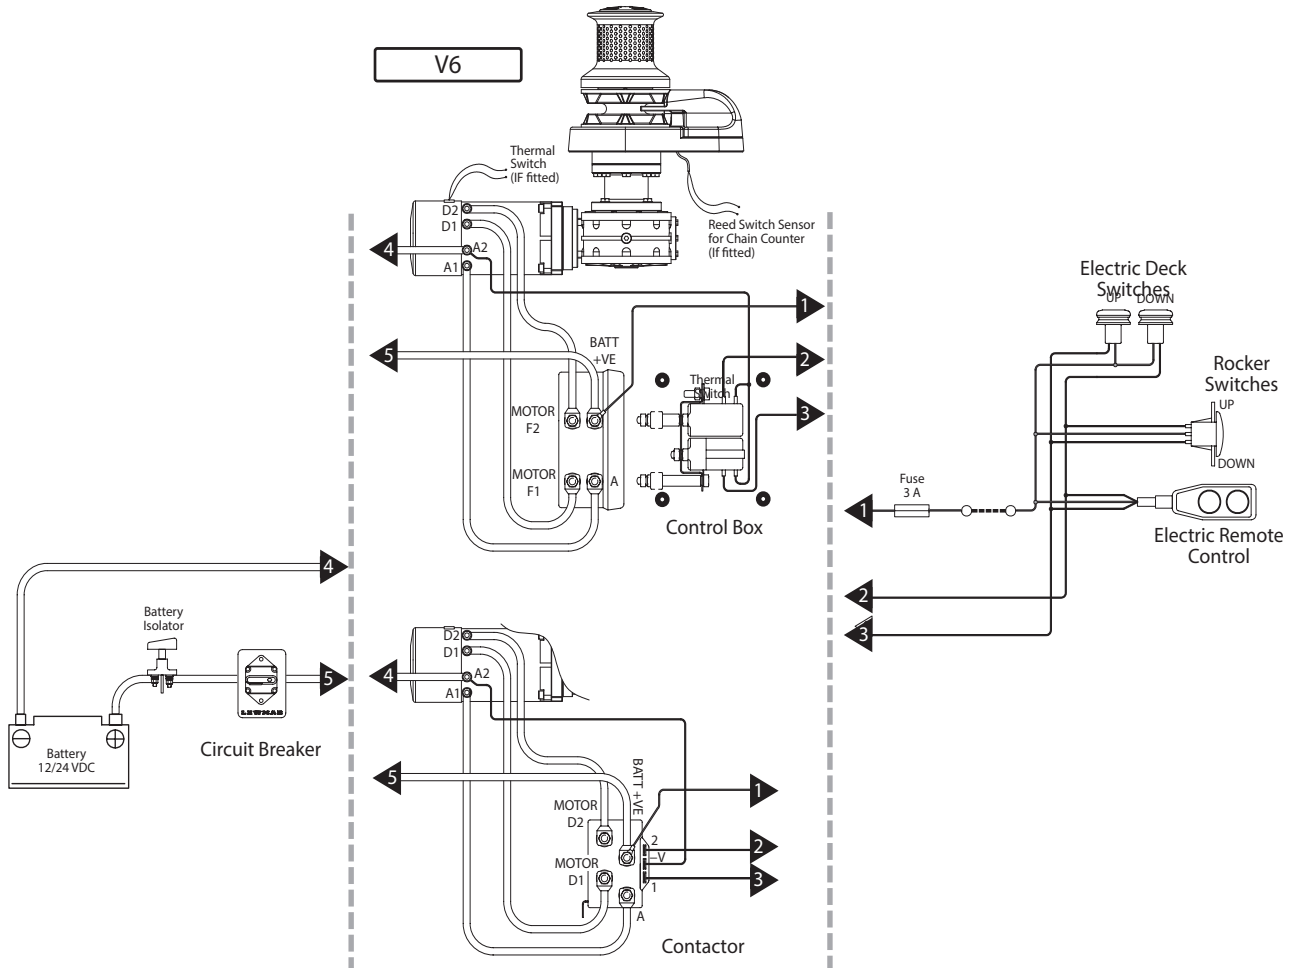 V6
Thermal
Switch
(IF fitted)
D2
D1
A2
A1
4
Reed Switch Sensor
for Chain Counter
(If fitted)
1
5
BATT
+VE
2
Thermal
Switch
3
MOTOR
F2
MOTOR
F1
A
Control Box
Electric Deck
Switches
UP
DOWN
Rocker
Switches
UP
DOWN
Fuse
3 A
1
Electric Remote
Control
2
3
4
Battery
Isolator
5
LEWMAR
Circuit Breaker
Battery
12/24 VDC
D2
D1
A2
A1
4
5
BATT +VE
1
MOTOR
D2
2
2
–V
MOTOR
D1
3
1
A
Contactor